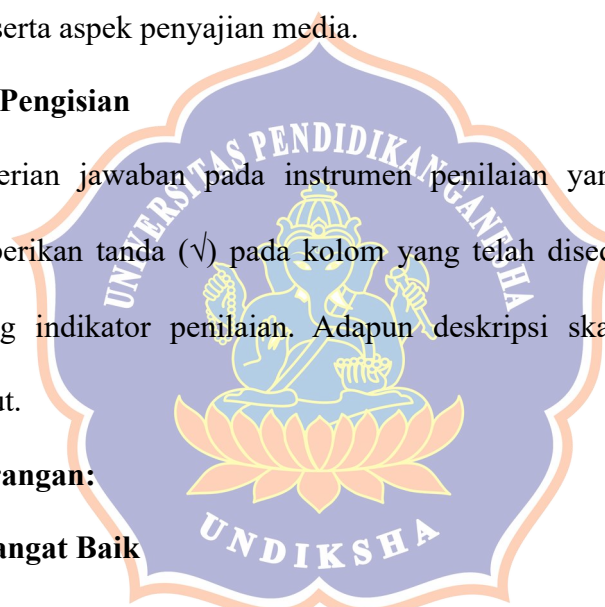 serta aspek penyajian media.
Pengisian
erian jawaban pada instrumen penilaian yan
berikan tanda (√) pada kolom yang telah dised
g indikator penilaian. Adapun deskripsi ska
ut.
rangan:
angat Baik
UNIVERSITAS PENDIDIKAN GANESHA
UNDIKSHA